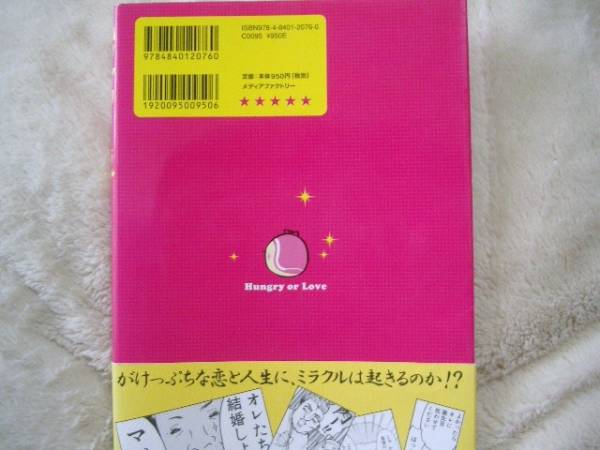 ISBN978-4-8401-2076-0
C0095 ¥950E
9784840120760
定価：本体950円［税別］
メディアファクトリー
1920095009506
★★★★★
Hungry or Love
がけっぷちな恋と人生に、ミラクルは起きるのか!?
オレたち
結婚しよ
マ